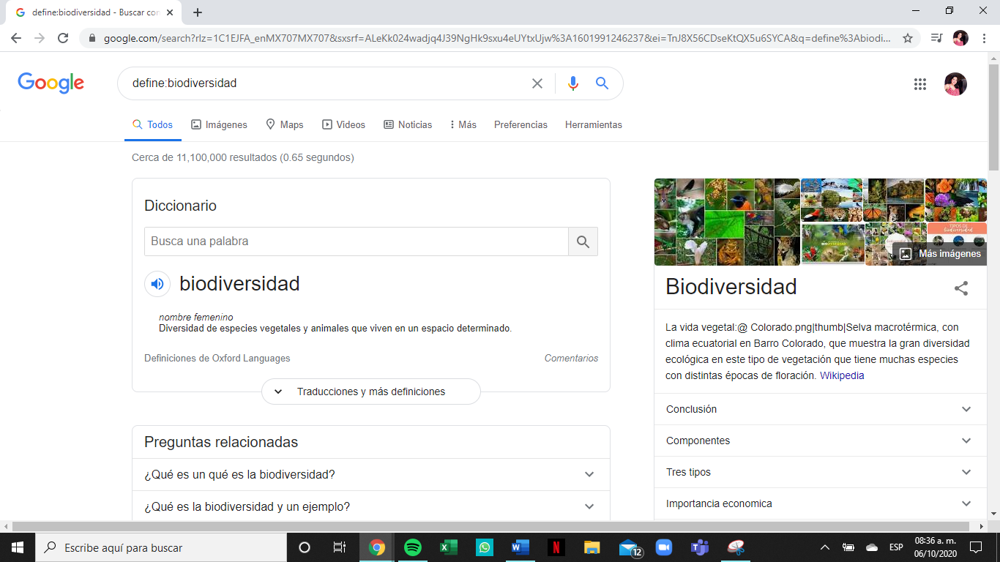 define:biodiversidad - Buscar con
google.com/search?rlz=1C1EJFA_enMX707MX707&sxsrf=ALeKk024wadjq4J39NgHk9sxu4eUYtxUjw%3A1601991246237&ei=TnJ8X56CDseKtQX5u6SYCA&q=define%3Abiodi...
Google
define:biodiversidad
Todos Imágenes Maps Videos Noticias Más Preferencias Herramientas
Cerca de 11,100,000 resultados (0.65 segundos)
Diccionario
Busca una palabra
biodiversidad
nombre femenino
Diversidad de especies vegetales y animales que viven en un espacio determinado.
Definiciones de Oxford Languages Comentarios
Traducciones y más definiciones
Preguntas relacionadas
¿Qué es un qué es la biodiversidad?
¿Qué es la biodiversidad y un ejemplo?
TIPOS DE
biodiversidad
Más imágenes
Biodiversidad
La vida vegetal:@ Colorado.png|thumb|Selva macrotérmica, con
clima ecuatorial en Barro Colorado, que muestra la gran diversidad
ecológica en este tipo de vegetación que tiene muchas especies
con distintas épocas de floración. Wikipedia
Conclusión
Componentes
Tres tipos
Importancia economica
Escribe aquí para buscar
12
ESP
08:36 a. m.
06/10/2020